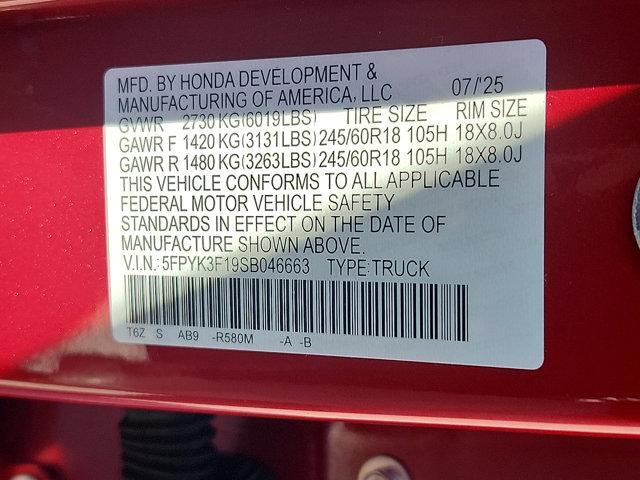 MFD. BY HONDA DEVELOPMENT &
MANUFACTURING OF AMERICA, LLC 07/'25
GVWR 2730 KG(6019LBS) TIRE SIZE RIM SIZE
GAWR F 1420 KG(3131LBS) 245/60R18 105H 18X8.0J
GAWR R 1480 KG(3263LBS) 245/60R18 105H 18X8.0J
THIS VEHICLE CONFORMS TO ALL APPLICABLE
FEDERAL MOTOR VEHICLE SAFETY
STANDARDS IN EFFECT ON THE DATE OF
MANUFACTURE SHOWN ABOVE.
V.I.N.: 5FPYK3F19SB046663 TYPE:TRUCK
T6Z S AB9 -R580M -A -B